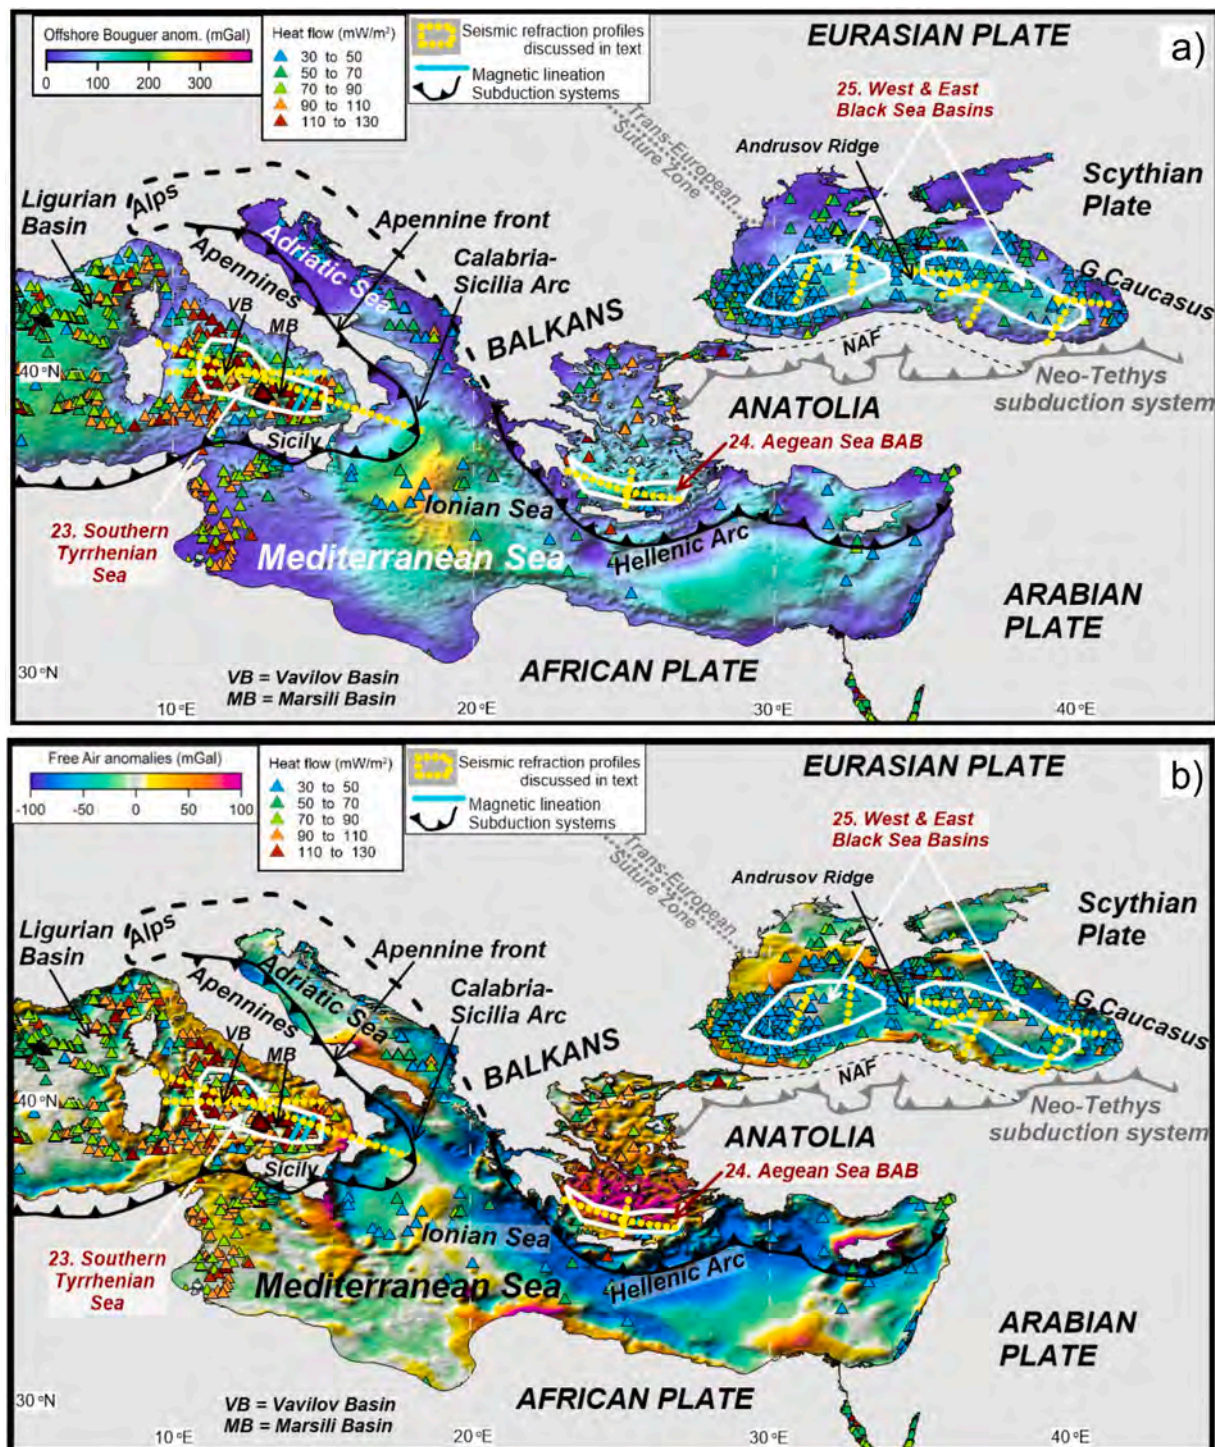 a)
Offshore Bouguer anom. (mGal)
0 100 200 300
Heat flow (mW/m²)
30 to 50
50 to 70
70 to 90
90 to 110
110 to 130
Seismic refraction profiles
discussed in text
Magnetic lineation
Subduction systems
EURASIAN PLATE
25. West & East
Black Sea Basins
Trans-European
Suture Zone
Andrusov Ridge
Scythian
Plate
Ligurian
Basin
Alps
Apennines
Adriatic Sea
Apennine front
Calabria-
Sicilia Arc
G.Caucasus
VB
MB
BALKANS
NAF
40 °N
Neo-Tethys
subduction system
ANATOLIA
Sicily
24. Aegean Sea BAB
Ionian Sea
23. Southern
Tyrrhenian
Sea
Mediterranean Sea
Hellenic Arc
ARABIAN
PLATE
AFRICAN PLATE
30 °N
VB = Vavilov Basin
MB = Marsili Basin
10 °E
20 °E
30 °E
40 °E
b)
Free Air anomalies (mGal)
-100 -50 0 50 100
Heat flow (mW/m²)
30 to 50
50 to 70
70 to 90
90 to 110
110 to 130
Seismic refraction profiles
discussed in text
Magnetic lineation
Subduction systems
EURASIAN PLATE
25. West & East
Black Sea Basins
Trans-European
Suture Zone
Andrusov Ridge
Scythian
Plate
Ligurian
Basin
Alps
Apennines
Adriatic Sea
Apennine front
Calabria-
Sicilia Arc
G.Caucasus
VB
MB
BALKANS
NAF
40 °N
Neo-Tethys
subduction system
ANATOLIA
Sicily
24. Aegean Sea BAB
Ionian Sea
23. Southern
Tyrrhenian
Sea
Mediterranean Sea
Hellenic Arc
ARABIAN
PLATE
AFRICAN PLATE
30 °N
VB = Vavilov Basin
MB = Marsili Basin
10 °E
20 °E
30 °E
40 °E